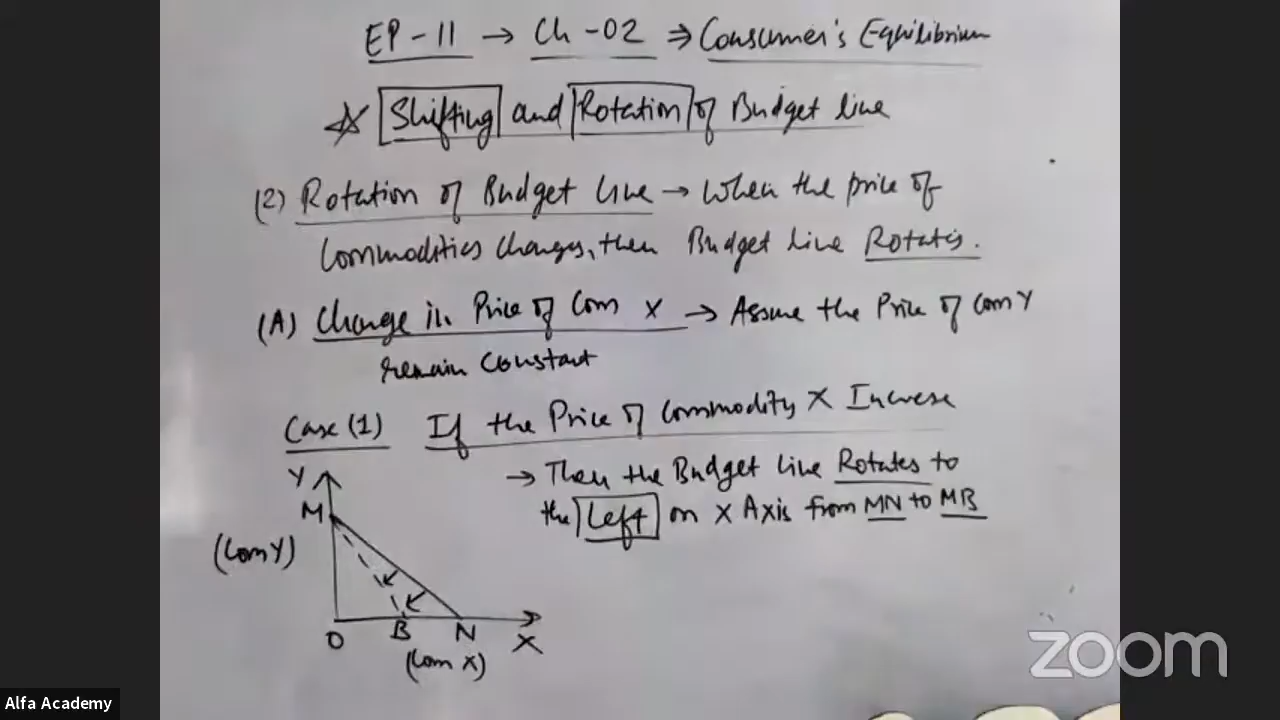 EP-11 → Ch-02 ⇒ Consumer's Equilibrium
☆ Shifting and Rotation of Budget line
(2) Rotation of Budget line → When the price of
Commodities changes, then Budget line Rotates.
(A) Change in Price of Com X → Assume the Price of Com Y
remain Constant
Case (1) If the Price of Commodity X Increse
→ Then the Budget line Rotates to
the Left on X Axis from MN to MB
Y
M
(Com Y)
O B N X
(Com X)
zoom
Alfa Academy